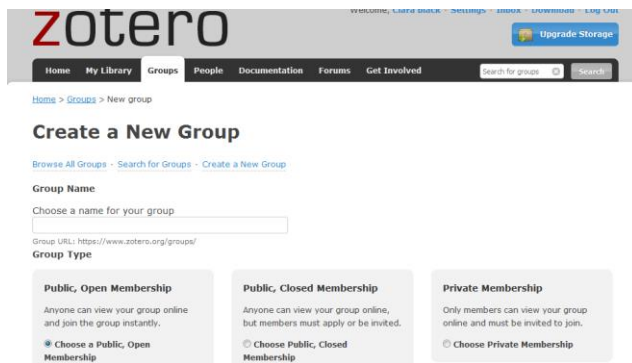 zotero
Welcome, Clara Black · Settings · Inbox · Download · Log Out
Upgrade Storage
Home My Library Groups People Documentation Forums Get Involved Search for groups Search
Home > Groups > New group
Create a New Group
Browse All Groups · Search for Groups · Create a New Group
Group Name
Choose a name for your group
Group URL: https://www.zotero.org/groups/
Group Type
Public, Open Membership
Anyone can view your group online
and join the group instantly.
Choose a Public, Open
Membership
Public, Closed Membership
Anyone can view your group online,
but members must apply or be invited.
Choose Public, Closed
Membership
Private Membership
Only members can view your group
online and must be invited to join.
Choose Private Membership